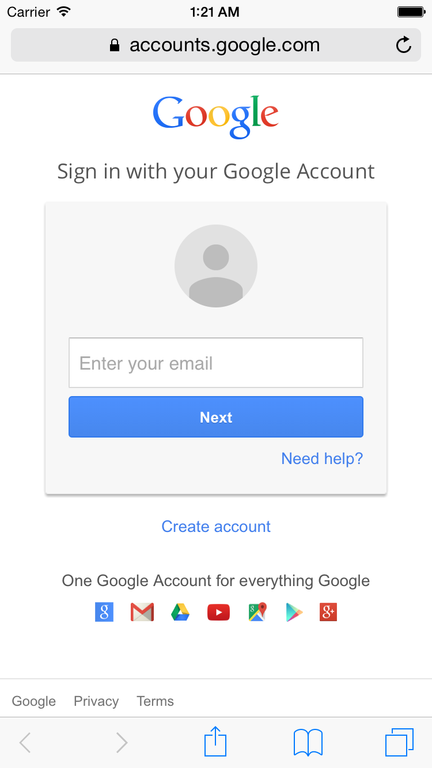 Carrier 1:21 AM
accounts.google.com
Google
Sign in with your Google Account
Enter your email
Next
Need help?
Create account
One Google Account for everything Google
Google Privacy Terms